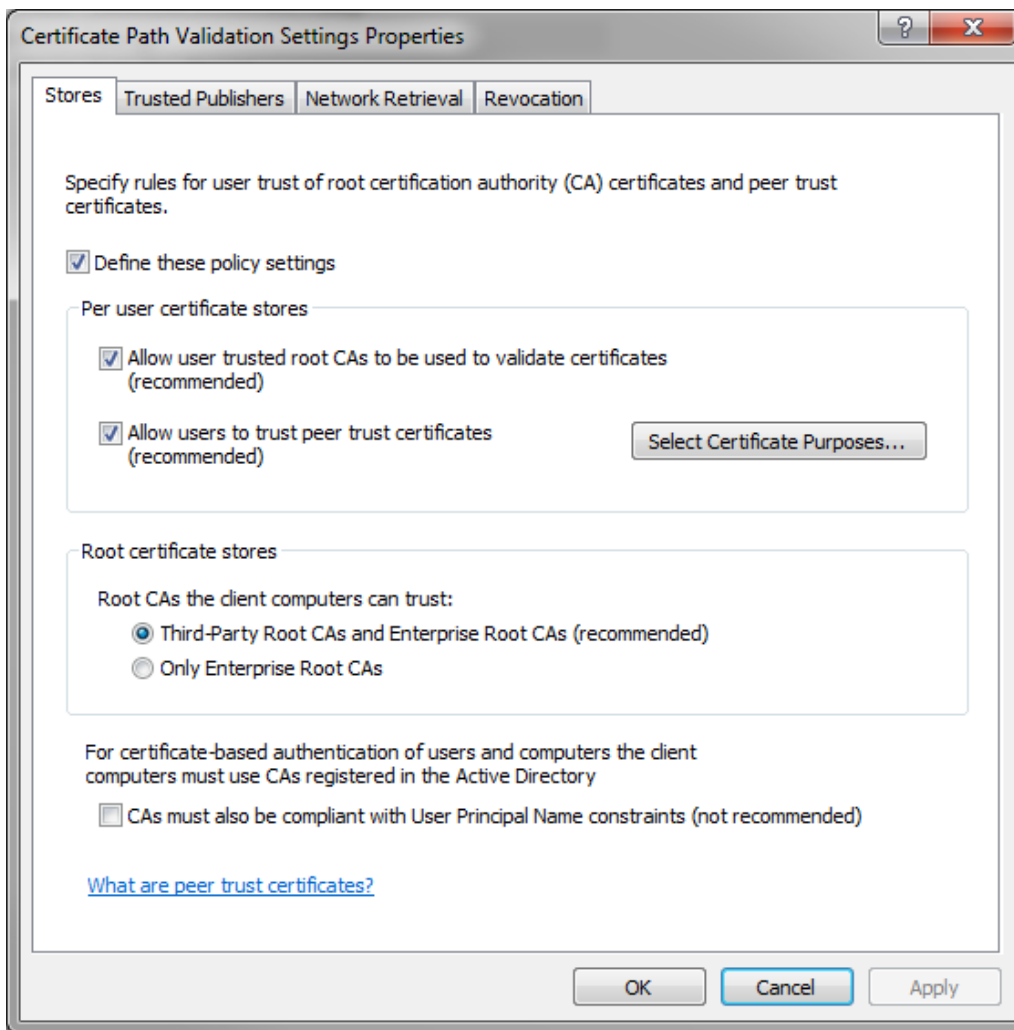 Certificate Path Validation Settings Properties
?
X
Stores
Trusted Publishers
Network Retrieval
Revocation
Specify rules for user trust of root certification authority (CA) certificates and peer trust
certificates.
Define these policy settings
Per user certificate stores
Allow user trusted root CAs to be used to validate certificates
(recommended)
Allow users to trust peer trust certificates
(recommended)
Select Certificate Purposes...
Root certificate stores
Root CAs the client computers can trust:
Third-Party Root CAs and Enterprise Root CAs (recommended)
Only Enterprise Root CAs
For certificate-based authentication of users and computers the client
computers must use CAs registered in the Active Directory
CAs must also be compliant with User Principal Name constraints (not recommended)
What are peer trust certificates?
OK
Cancel
Apply